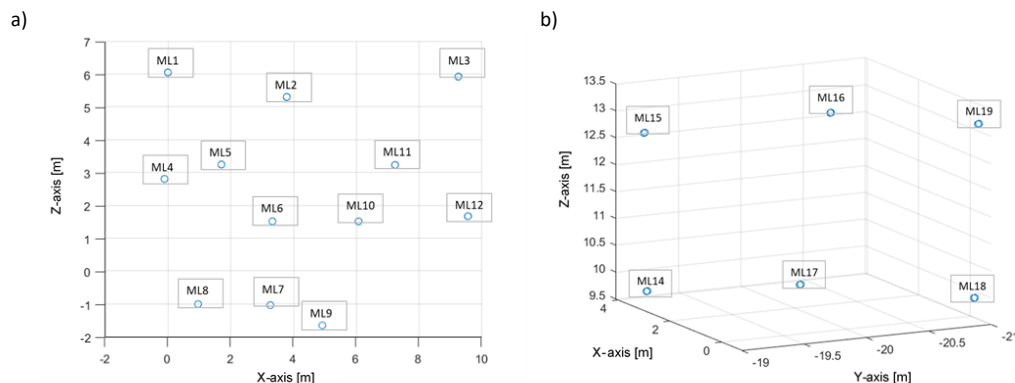 a)
7
6
5
4
3
2
1
0
-1
-2
-2 0 2 4 6 8 10
Z-axis [m]
X-axis [m]
ML1
ML3
ML2
ML5
ML11
ML4
ML6
ML10
ML12
ML8
ML7
ML9
b)
13.5
13
12.5
12
11.5
11
10.5
10
9.5
Z-axis [m]
4
2
0
X-axis [m]
-19
-19.5
-20
-20.5
-21
Y-axis [m]
ML15
ML16
ML19
ML14
ML17
ML18